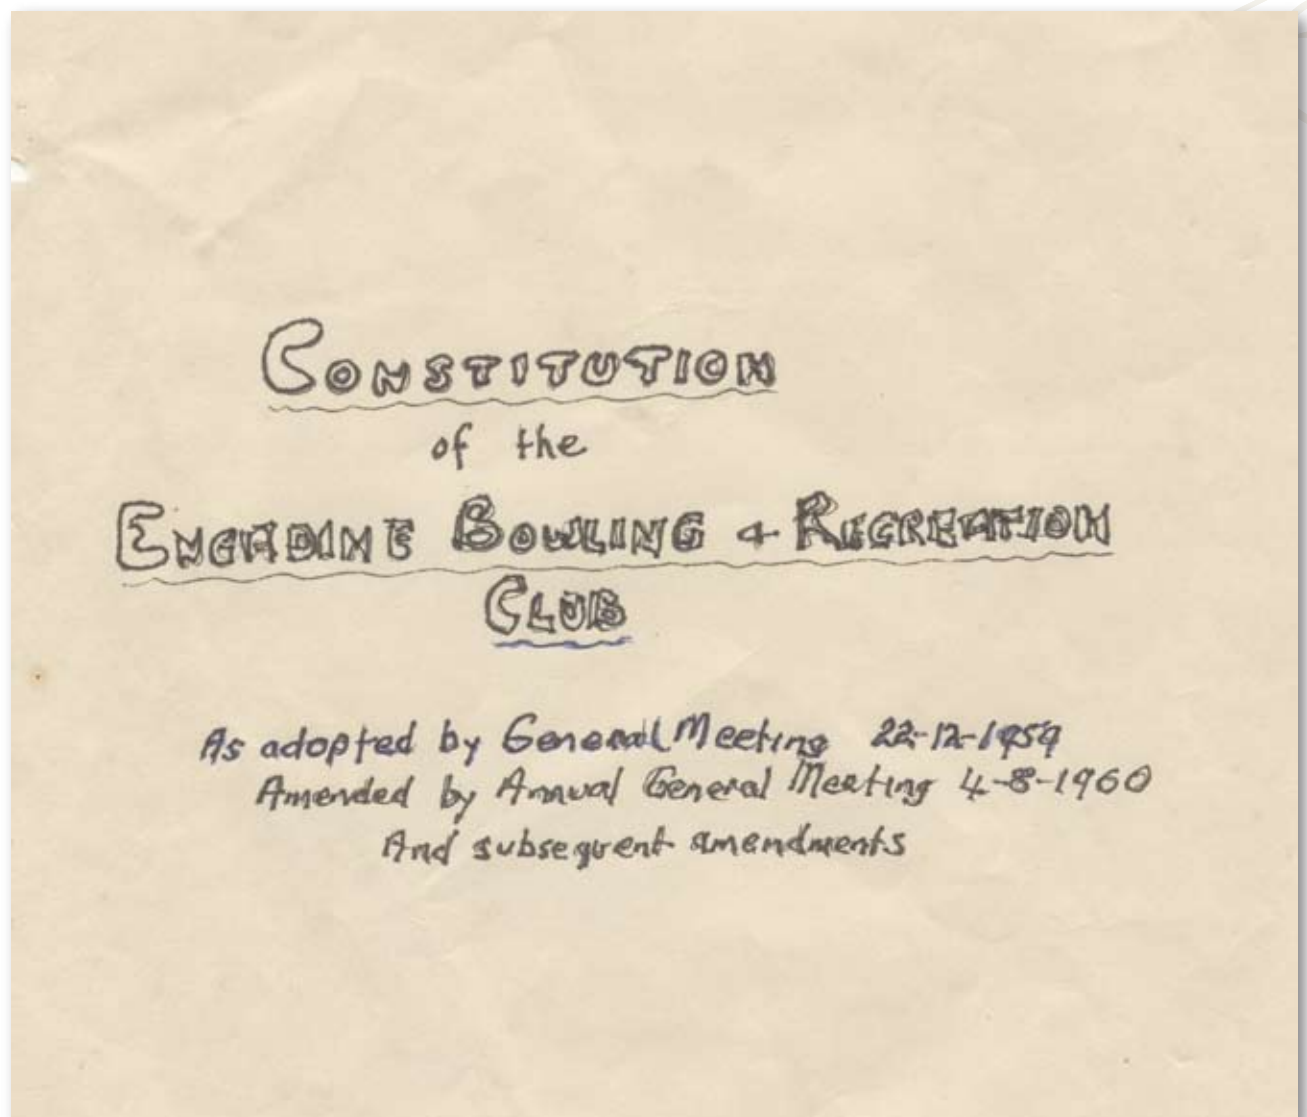 CONSTITUTION
of the
ENGADINE BOWLING & RECREATION
CLUB
As adopted by General Meeting 22-12-1959
Amended by Annual General Meeting 4-8-1960
And subsequent amendments